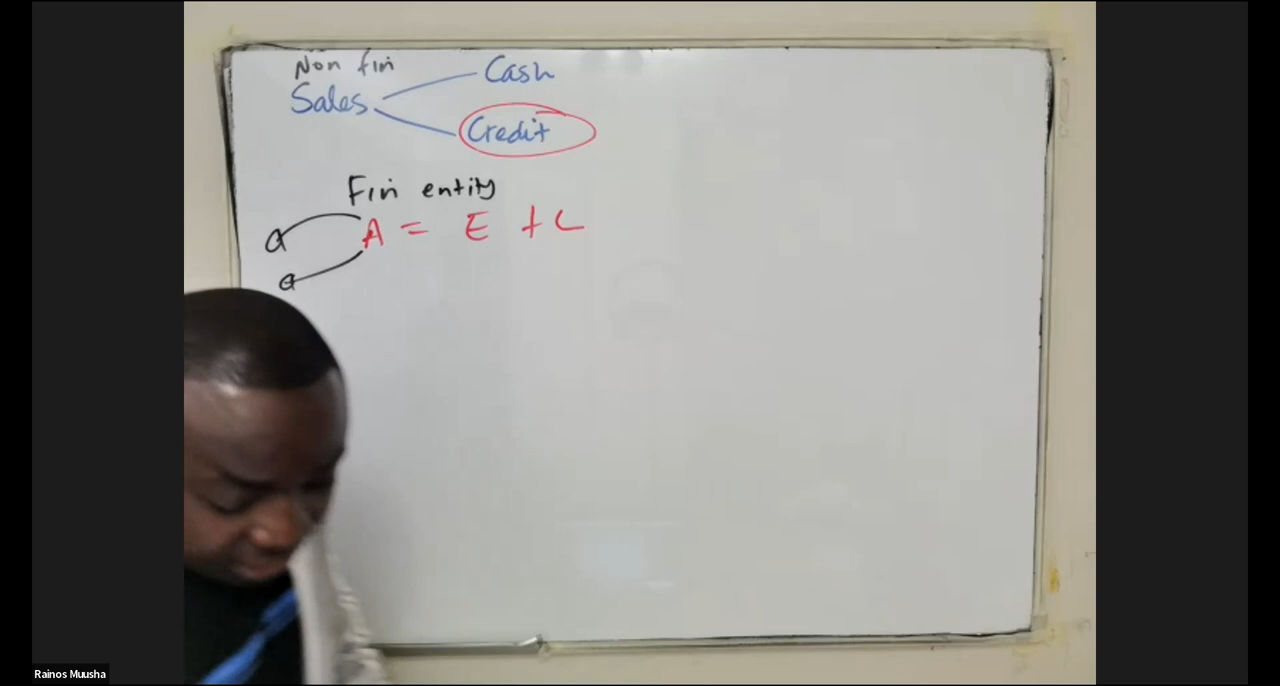 Non fin
Sales
Cash
Credit
Fin entity
A = E + L
a
a
Rainos Muusha